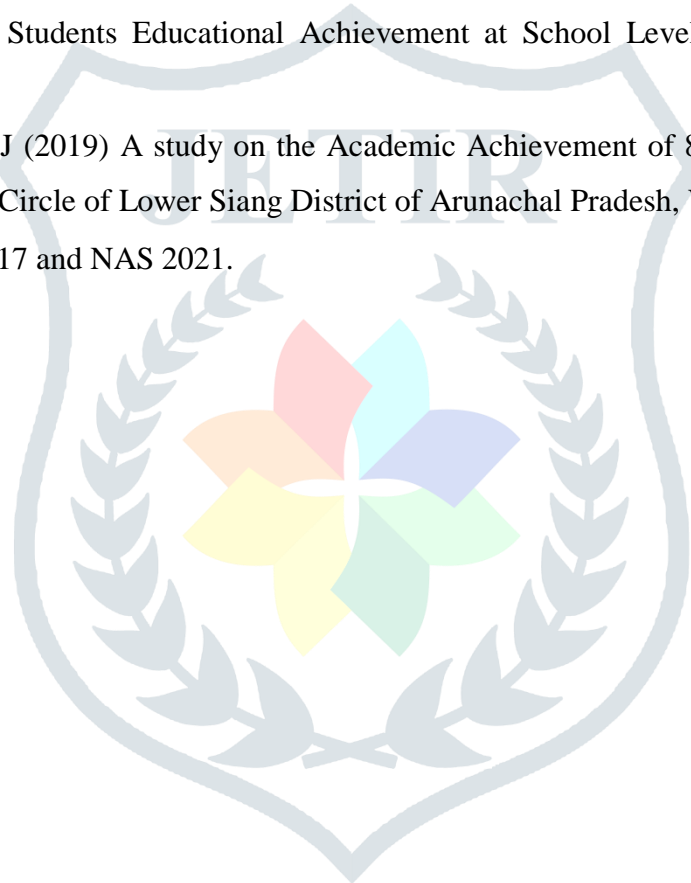 Students Educational Achievement at School Level
J (2019) A study on the Academic Achievement of 8
Circle of Lower Siang District of Arunachal Pradesh,
17 and NAS 2021.
JETIR